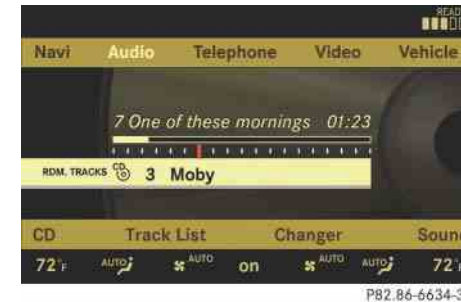 READ
Navi Audio Telephone Video Vehicle
7 One of these mornings 01:23
RDM. TRACKS CD 3 Moby
CD Track List Changer Soun
72°F AUTO AUTO on AUTO AUTO 72°
P82.86-6634-3